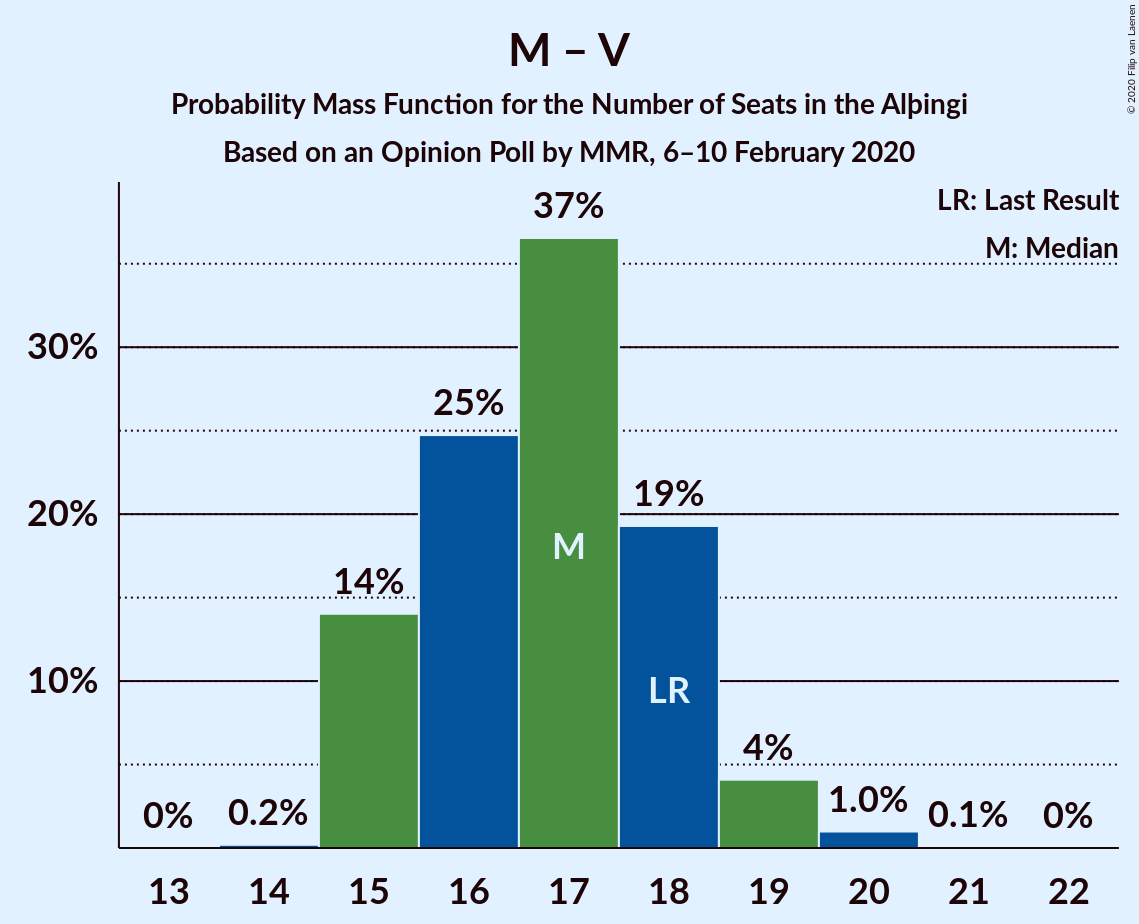 M – V
Probability Mass Function for the Number of Seats in the Alþingi
Based on an Opinion Poll by MMR, 6–10 February 2020
© 2020 Filip van Laenen
LR: Last Result
M: Median
37%
30%
25%
20%
19%
M
14%
10%
LR
4%
0%
0.2%
1.0%
0.1%
0%
13 14 15 16 17 18 19 20 21 22